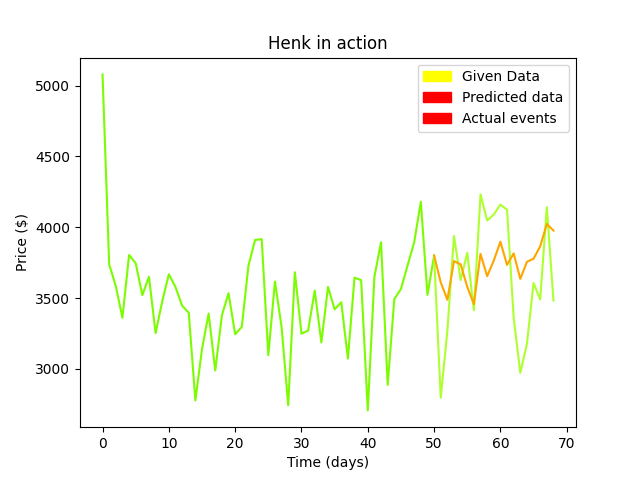 Henk in action
Given Data
Predicted data
Actual events
5000
4500
4000
3500
3000
Price ($)
0 10 20 30 40 50 60 70
Time (days)